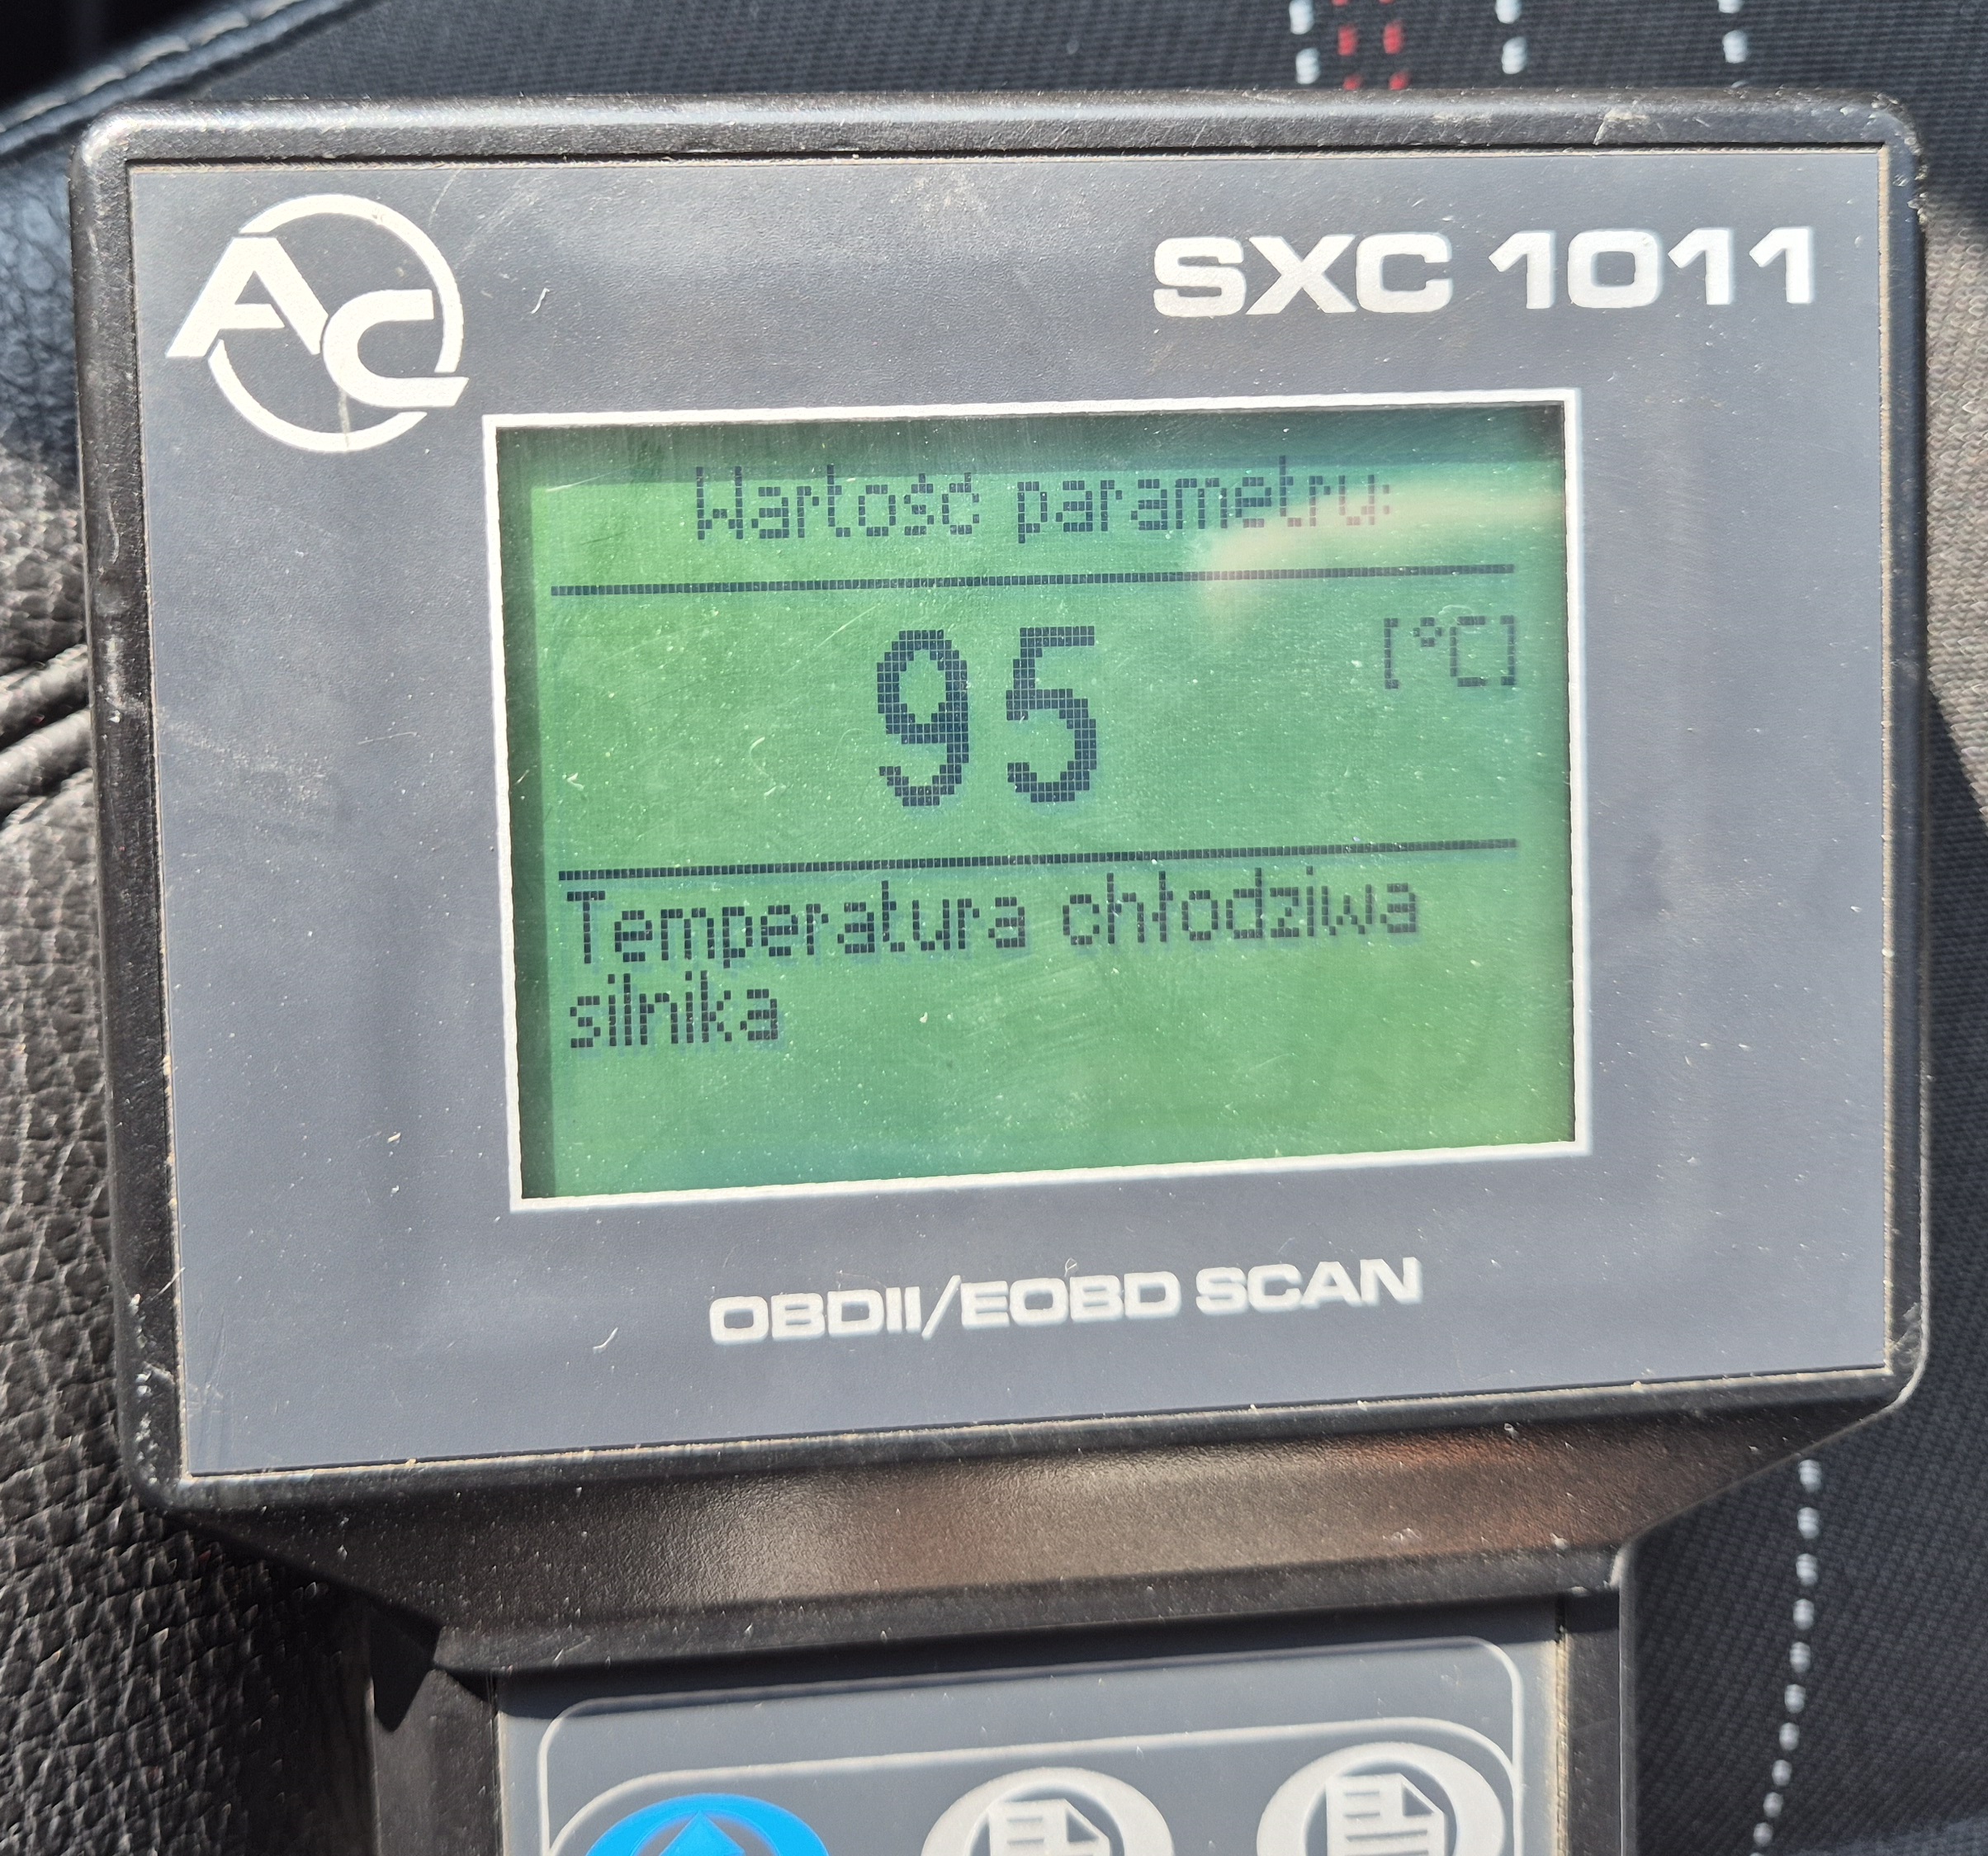 AC
SXC 1011
Wartość parametru:
95 [°C]
Temperatura chłodziwa
silnika
OBDII/EOBD SCAN